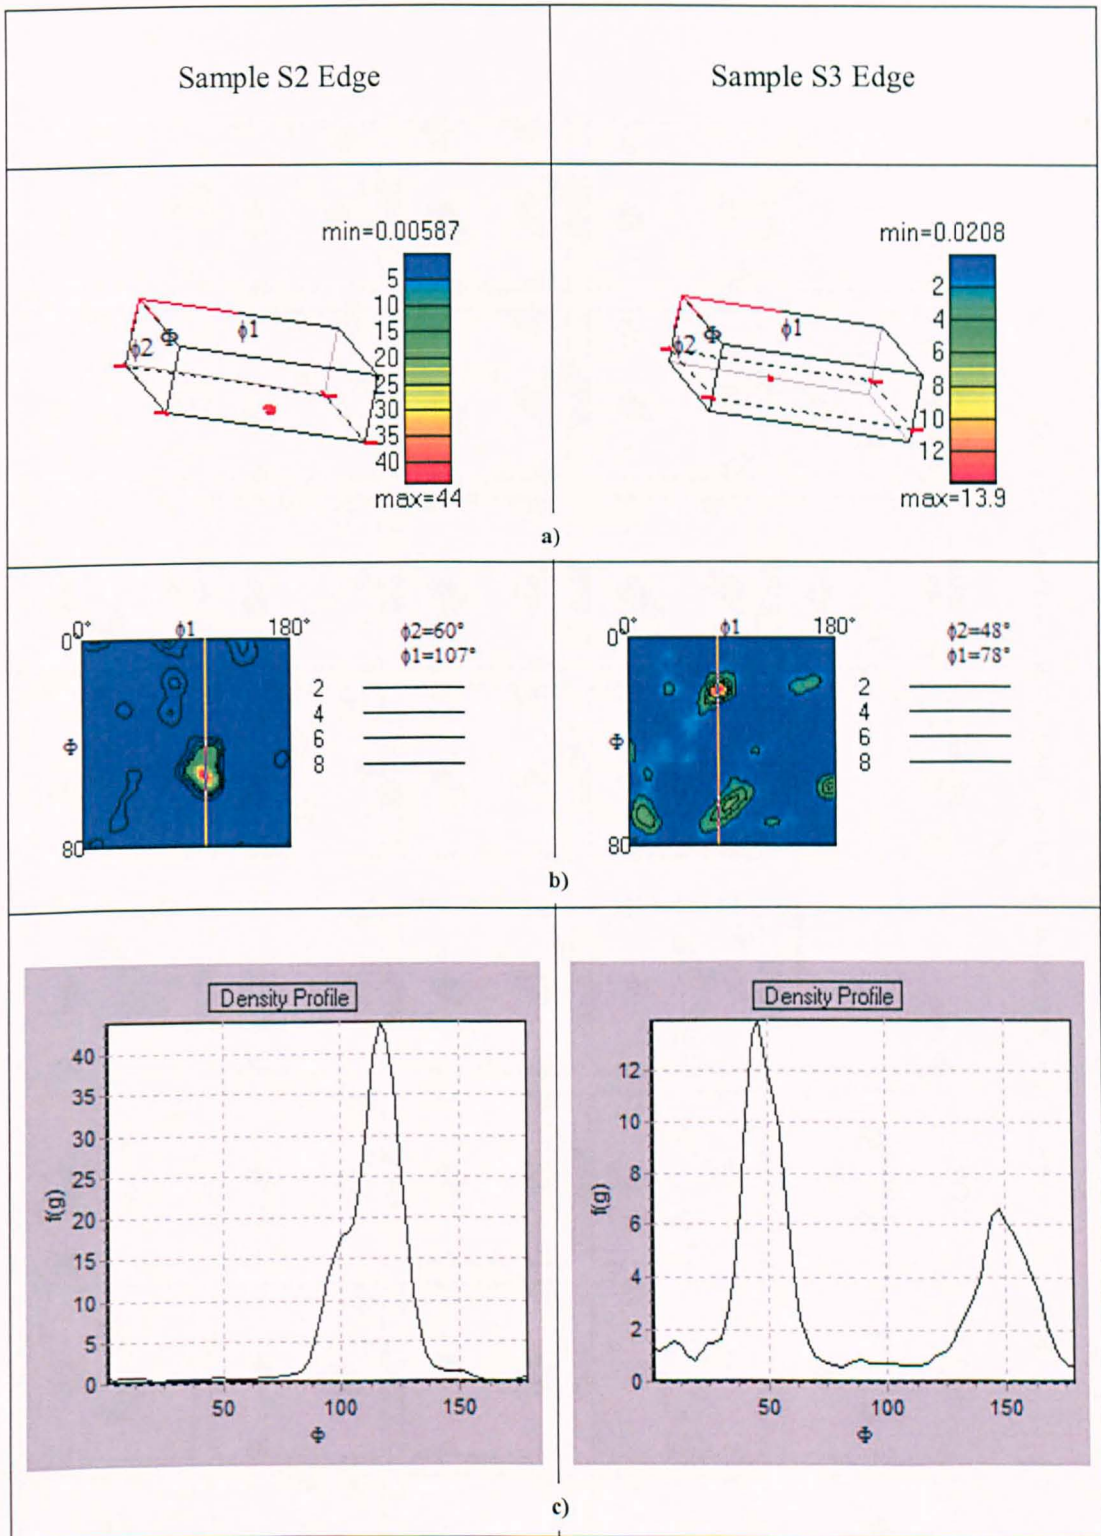 Sample S2 Edge
Sample S3 Edge
min=0.00587
5
10
15
20
25
30
35
40
max=44
ϕ1
Φ
ϕ2
min=0.0208
2
4
6
8
10
12
max=13.9
ϕ1
Φ
ϕ2
a)
0° ϕ1 180°
0
Φ
80
ϕ2=60°
ϕ1=107°
2
4
6
8
0° ϕ1 180°
0
Φ
80
ϕ2=48°
ϕ1=78°
2
4
6
8
b)
Density Profile
40
35
30
25
20
15
10
5
0
f(g)
50 100 150
Φ
Density Profile
12
10
8
6
4
2
0
f(g)
50 100 150
Φ
c)